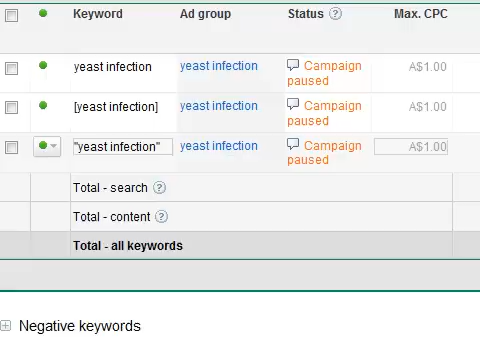 Keyword Ad group Status ? Max. CPC
yeast infection yeast infection Campaign paused A$1.00
[yeast infection] yeast infection Campaign paused A$1.00
"yeast infection" yeast infection Campaign paused A$1.00
Total - search ?
Total - content ?
Total - all keywords
Negative keywords